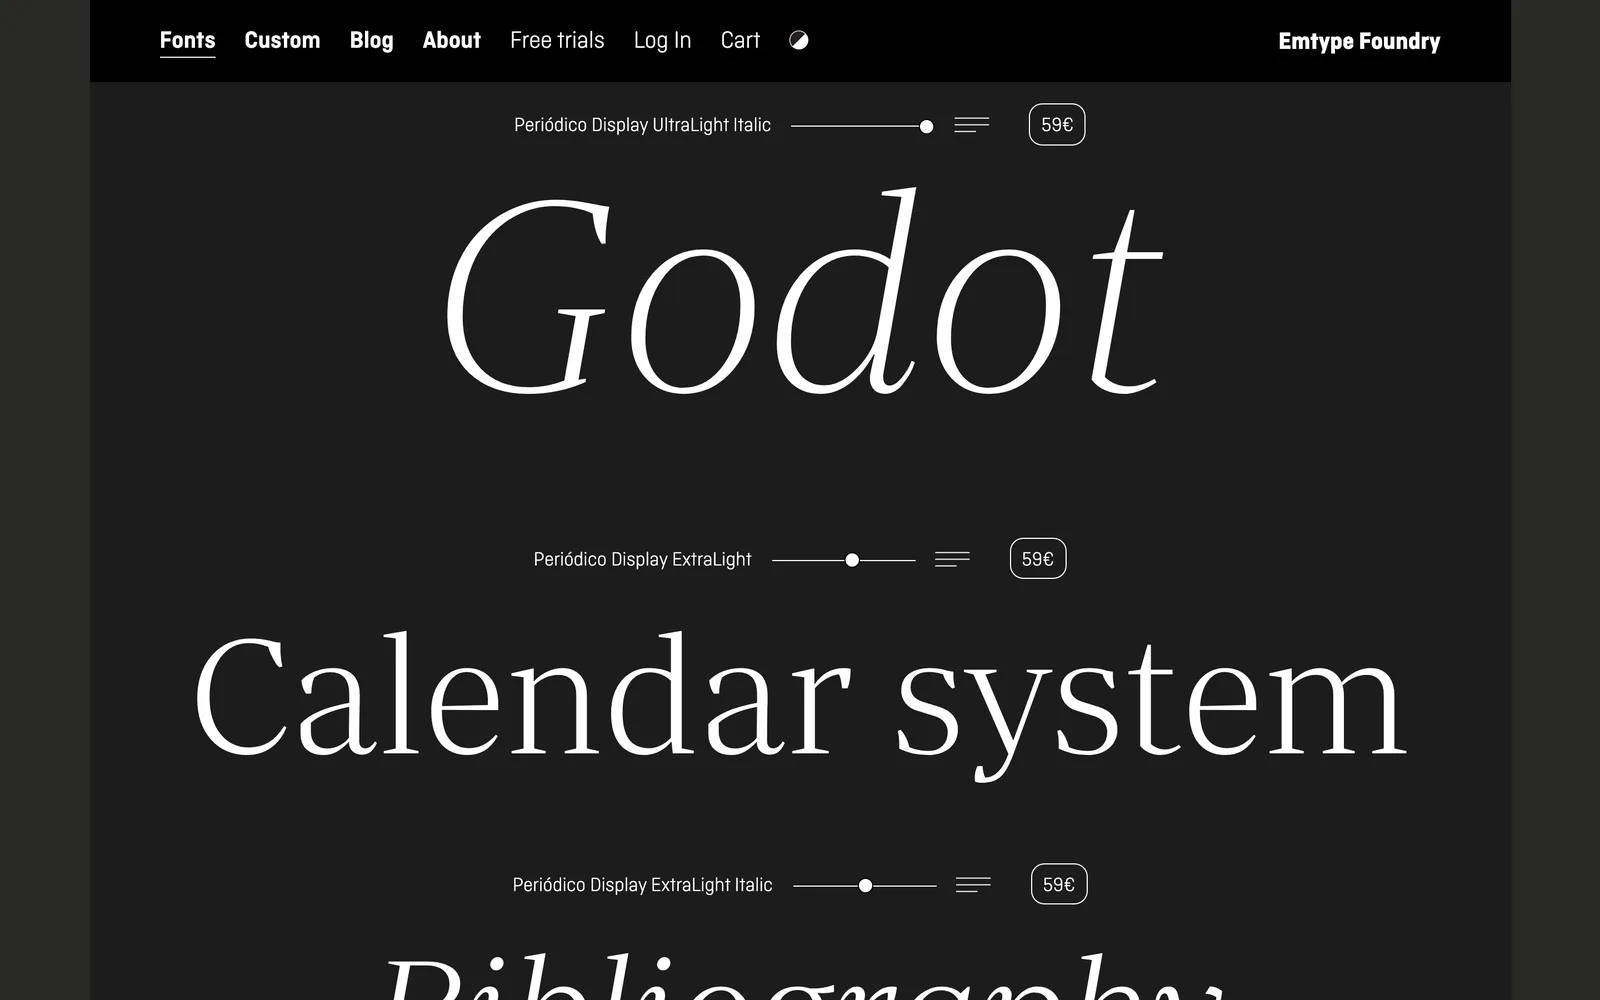 Fonts Custom Blog About Free trials Log In Cart Emtype Foundry
Periódico Display UltraLight Italic 59€
Godot
Periódico Display ExtraLight 59€
Calendar system
Periódico Display ExtraLight Italic 59€
Bibliography